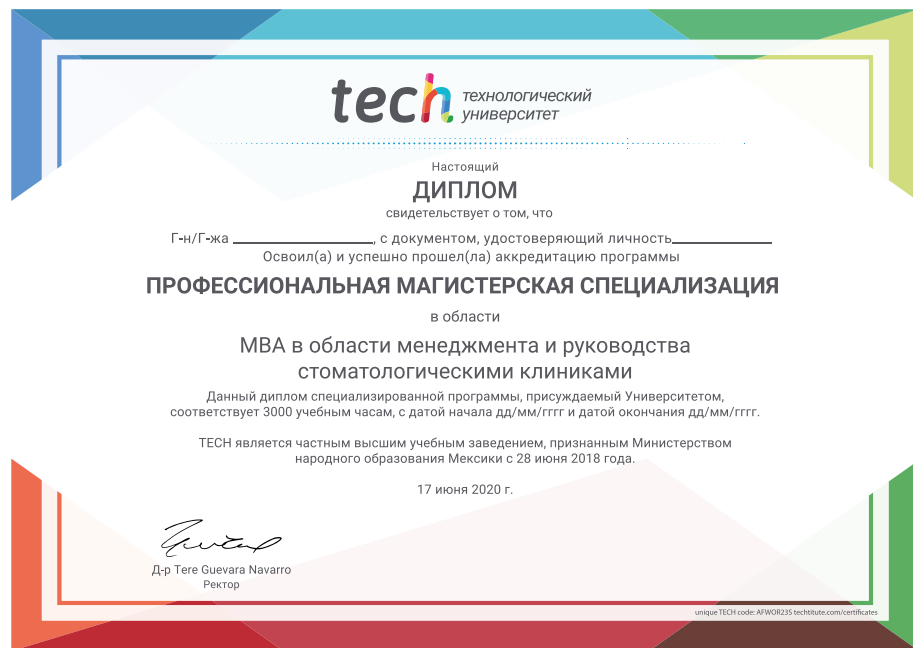 tech технологический
университет
Настоящий
ДИПЛОМ
свидетельствует о том, что
Г-н/Г-жа ____________________, с документом, удостоверяющий личность______________
Освоил(а) и успешно прошел(ла) аккредитацию программы
ПРОФЕССИОНАЛЬНАЯ МАГИСТЕРСКАЯ СПЕЦИАЛИЗАЦИЯ
в области
MBA в области менеджмента и руководства
стоматологическими клиниками
Данный диплом специализированной программы, присуждаемый Университетом,
соответствует 3000 учебным часам, с датой начала дд/мм/гггг и датой окончания дд/мм/гггг.
TECH является частным высшим учебным заведением, признанным Министерством
народного образования Мексики с 28 июня 2018 года.
17 июня 2020 г.
Д-р Tere Guevara Navarro
Ректор
unique TECH code: AFWOR23S techtitute.com/certificates